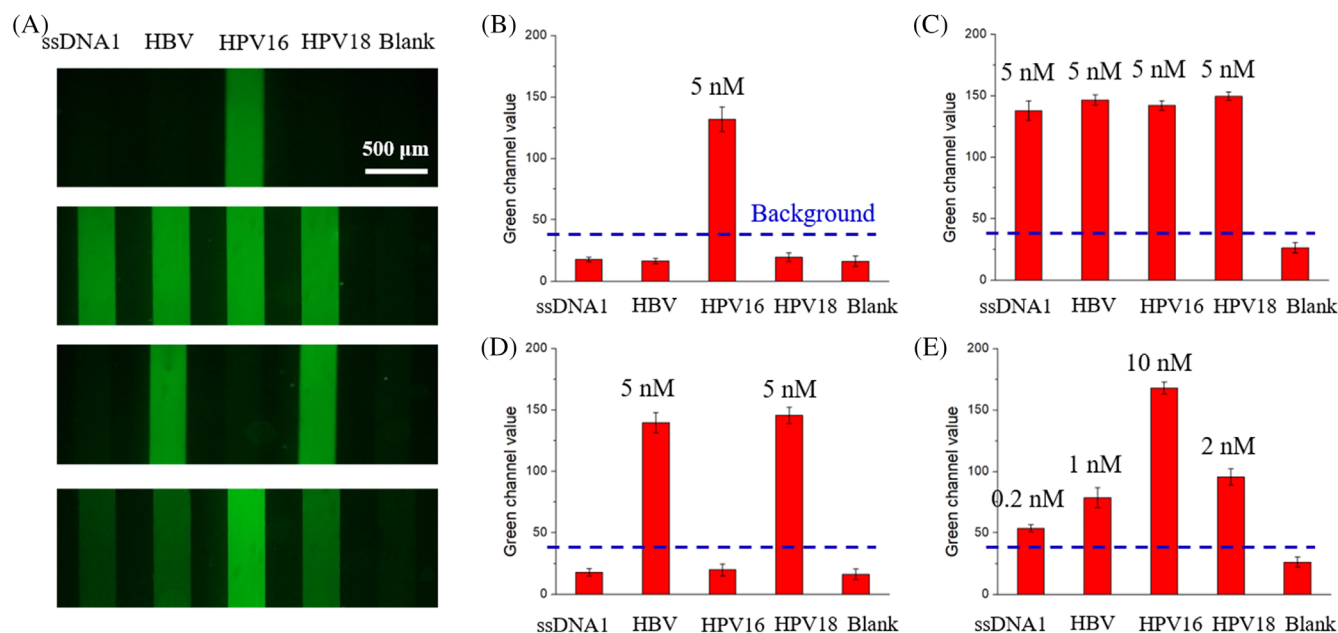 (A)
ssDNA1 HBV HPV16 HPV18 Blank
500 μm
(B)
200
150
100
50
0
Green channel value
5 nM
Background
ssDNA1 HBV HPV16 HPV18 Blank
(C)
200
150
100
50
0
Green channel value
5 nM 5 nM 5 nM 5 nM
ssDNA1 HBV HPV16 HPV18 Blank
(D)
200
150
100
50
0
Green channel value
5 nM 5 nM
ssDNA1 HBV HPV16 HPV18 Blank
(E)
200
150
100
50
0
Green channel value
10 nM
2 nM
1 nM
0.2 nM
ssDNA1 HBV HPV16 HPV18 Blank